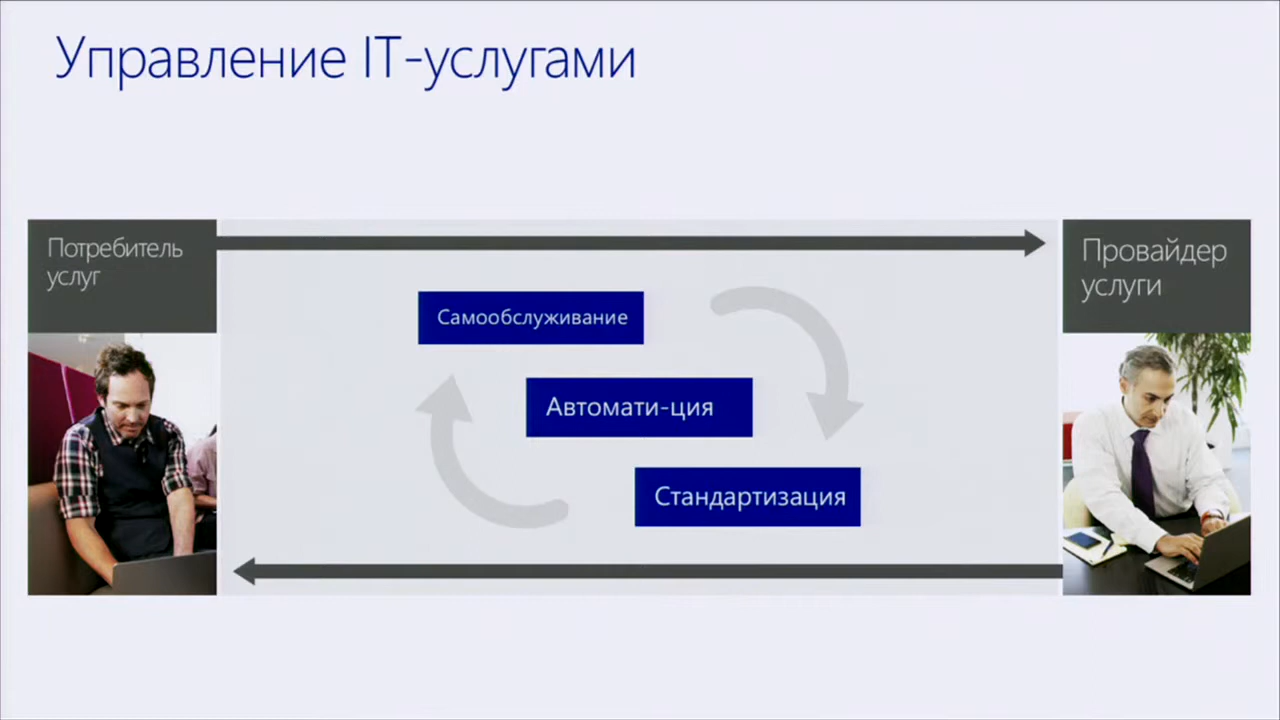 Управление IT-услугами
Потребитель
услуг
Провайдер
услуги
Самообслуживание
Автомати-ция
Стандартизация